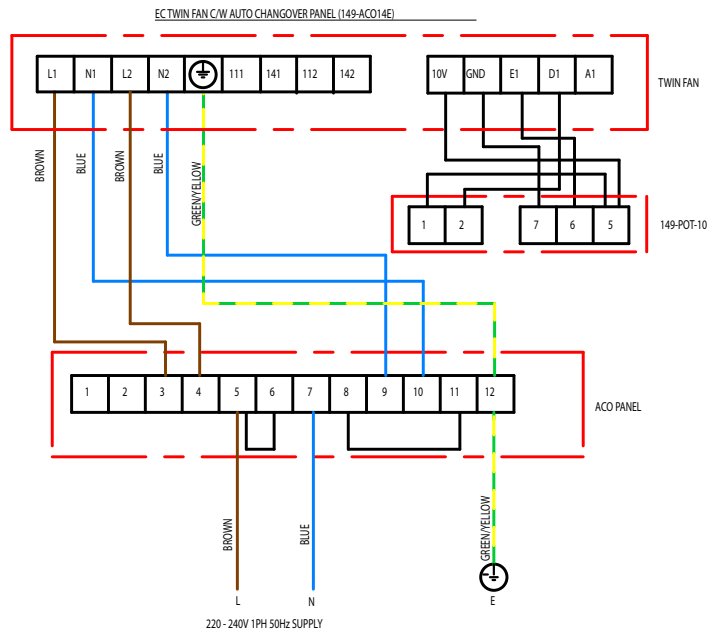 EC TWIN FAN C/W AUTO CHANGOVER PANEL (149-ACO14E)
L1 N1 L2 N2 111 141 112 142
10V GND E1 D1 A1
TWIN FAN
BROWN
BLUE
BROWN
BLUE
GREEN/YELLOW
1 2 7 6 5
149-POT-10
1 2 3 4 5 6 7 8 9 10 11 12
ACO PANEL
BROWN
BLUE
GREEN/YELLOW
L N E
220 - 240V 1PH 50Hz SUPPLY